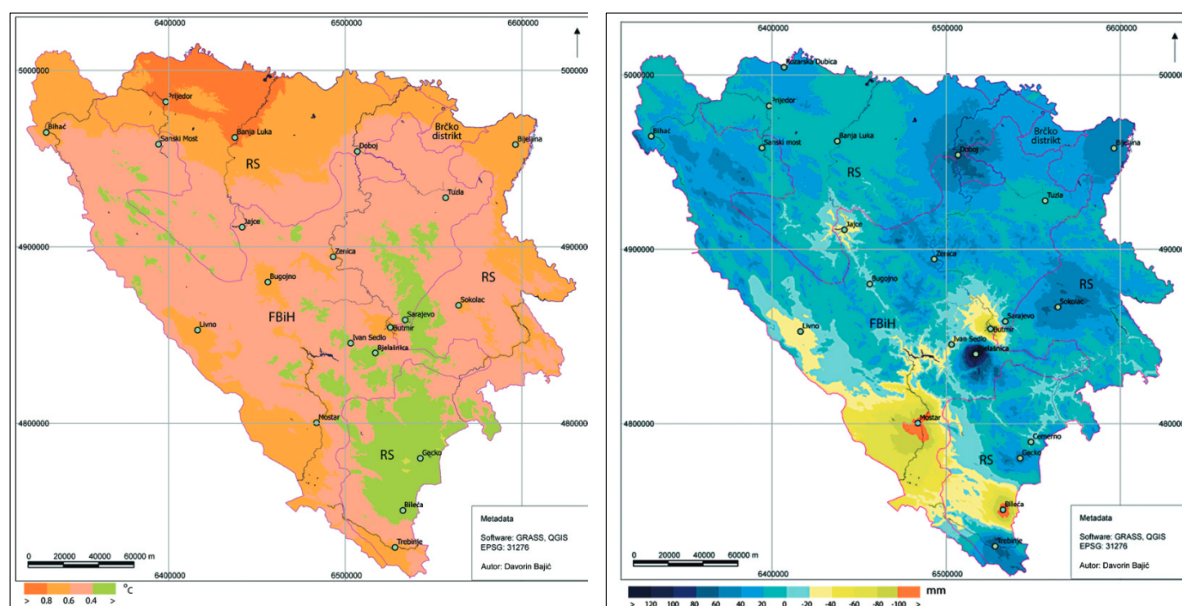 6400000 6500000 6600000
5000000 5000000
Prijedor
Bihać
Sanski Most
Banja Luka
RS
Doboj
Brčko
distrikt
Bijeljina
Tuzla
Jajce
4900000 4900000
Zenica
Bugojno
RS
FBiH
Sokolac
Sarajevo
Butmir
Livno
Ivan Sedlo
Bjelašnica
4800000 4800000
Mostar
RS
Gacko
Bileća
Trebinje
Metadata
Software: GRASS, QGIS
EPSG: 31276
Autor: Davorin Bajić
0 20000 40000 60000 m
6400000 6500000
> 0.8 0.6 0.4 > °C
6400000 6500000 6600000
Kozarska Dubica
5000000 5000000
Prijedor
Bihać
Sanski most
Banja Luka
RS
Doboj
Brčko
distrikt
Bijeljina
Tuzla
Jajce
4900000 4900000
Zenica
Bugojno
RS
Sokolac
FBiH
Sarajevo
Butmir
Livno
Ivan Sedlo
Bjelašnica
4800000 4800000
Mostar
Čemerno
RS
Gacko
Bileća
Trebinje
Metadata
Software: GRASS, QGIS
EPSG: 31276
Autor: Davorin Bajić
0 20000 40000 60000 m
6400000 6500000
> 120 100 80 60 40 20 0 -20 -40 -60 -80 -100 > mm